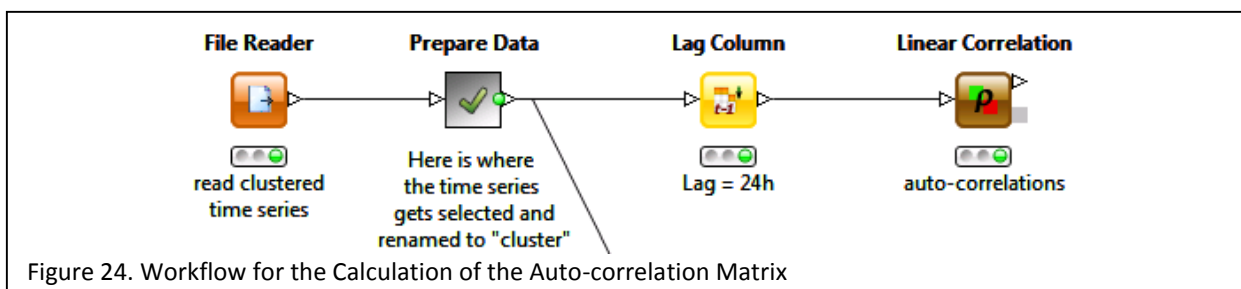 File Reader
Prepare Data
Lag Column
Linear Correlation
t-1
ρ
read clustered
time series
Here is where
the time series
gets selected and
renamed to "cluster"
Lag = 24h
auto-correlations
Figure 24. Workflow for the Calculation of the Auto-correlation Matrix